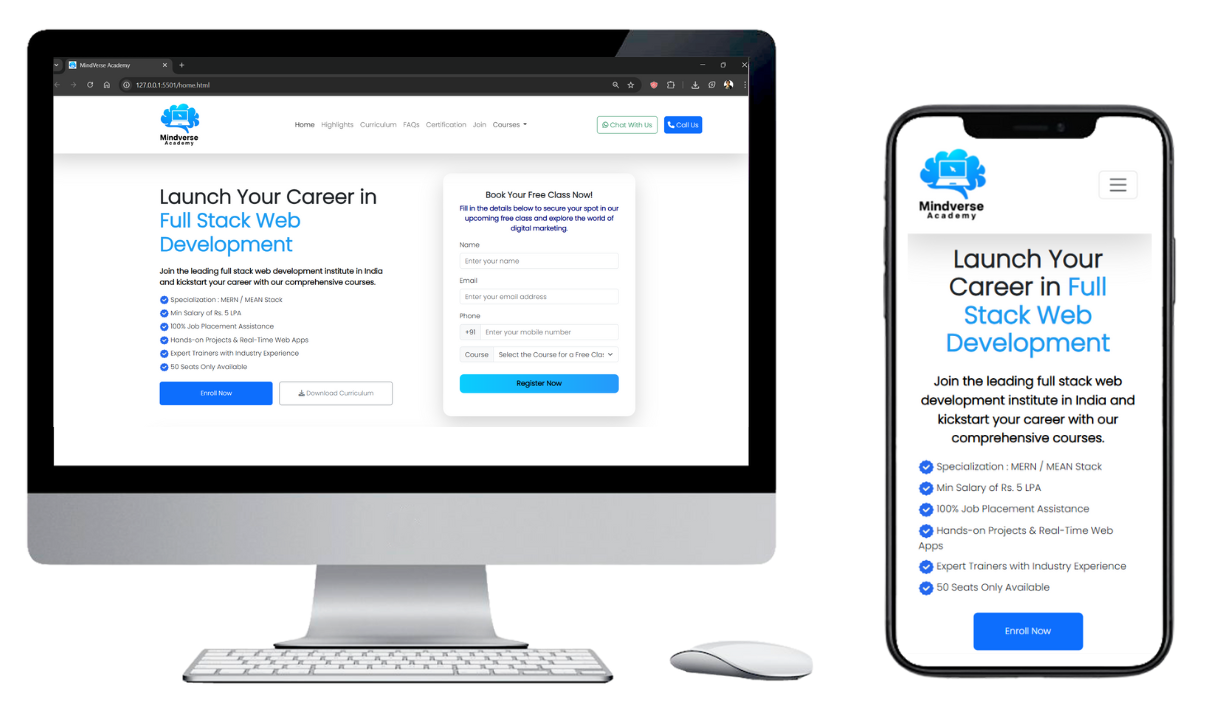 MindVerse Academy
127.0.0.1:5501/home.html
Mindverse
Academy
Home Highlights Curriculum FAQs Certification Join Courses
Chat With Us
Call Us
Launch Your Career in
Full Stack Web
Development
Join the leading full stack web development institute in India
and kickstart your career with our comprehensive courses.
Specialization : MERN / MEAN Stack
Min Salary of Rs. 5 LPA
100% Job Placement Assistance
Hands-on Projects & Real-Time Web Apps
Expert Trainers with Industry Experience
50 Seats Only Available
Enroll Now
Download Curriculum
Book Your Free Class Now!
Fill in the details below to secure your spot in our
upcoming free class and explore the world of
digital marketing.
Name
Enter your name
Email
Enter your email address
Phone
+91 Enter your mobile number
Course Select the Course for a Free Clas
Register Now
Mindverse
Academy
Launch Your
Career in Full
Stack Web
Development
Join the leading full stack web
development institute in India and
kickstart your career with our
comprehensive courses.
Specialization : MERN / MEAN Stack
Min Salary of Rs. 5 LPA
100% Job Placement Assistance
Hands-on Projects & Real-Time Web
Apps
Expert Trainers with Industry Experience
50 Seats Only Available
Enroll Now